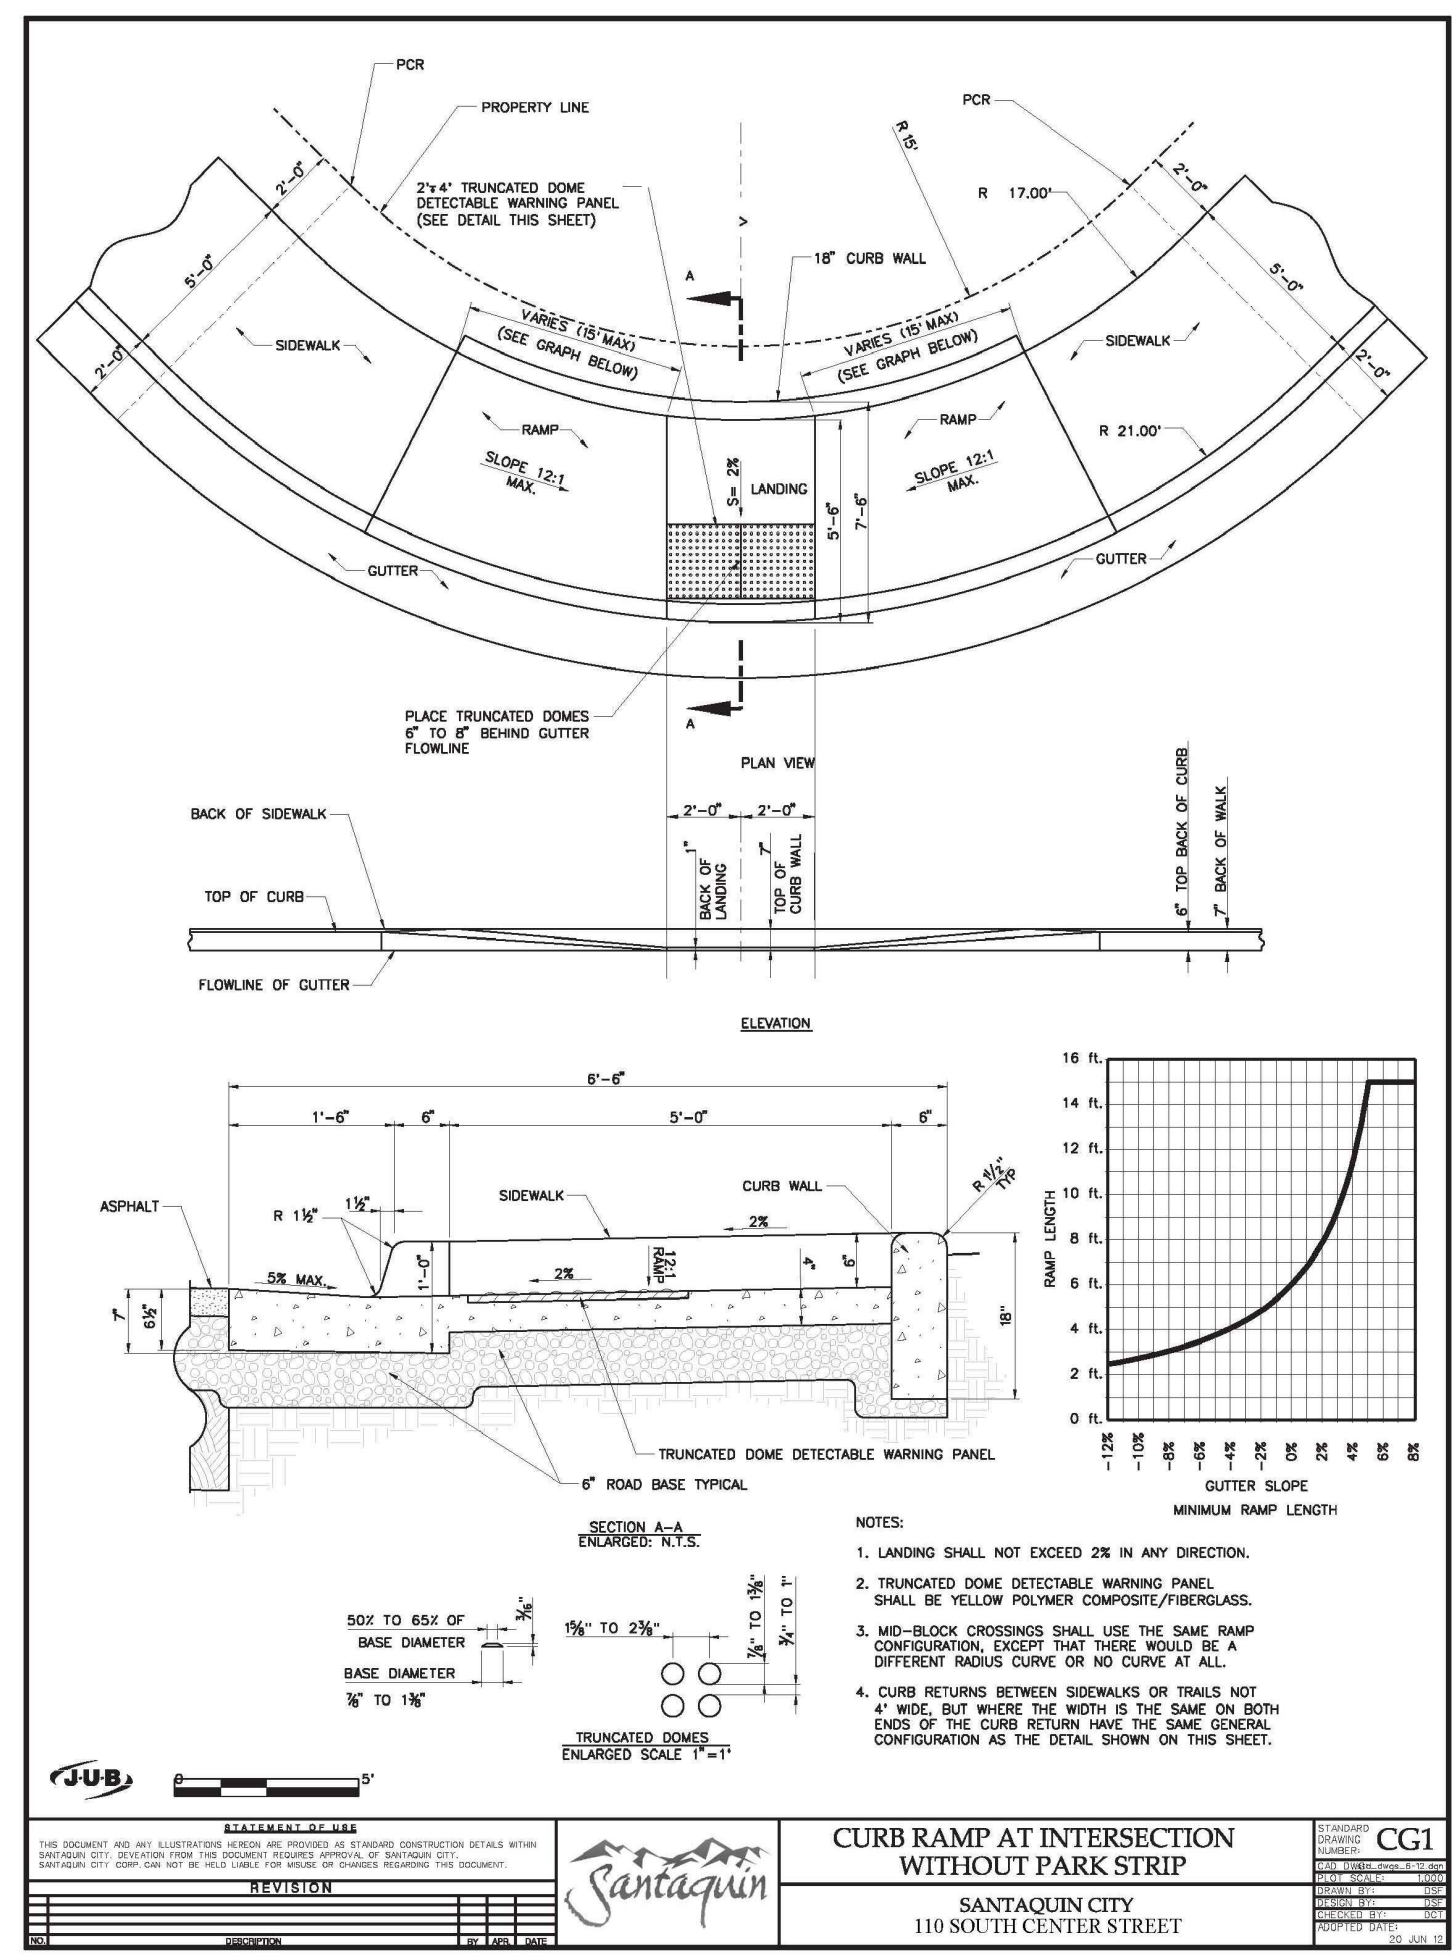 PCR
PROPERTY LINE
PCR
R 15'
2'-0"
2'-0"
2' x 4' TRUNCATED DOME
DETECTABLE WARNING PANEL
(SEE DETAIL THIS SHEET)
R 17.00'
18" CURB WALL
A
5'-0"
5'-0"
VARIES (15' MAX)
(SEE GRAPH BELOW)
VARIES (15' MAX)
(SEE GRAPH BELOW)
SIDEWALK
SIDEWALK
2'-0"
2'-0"
RAMP
RAMP
R 21.00'
SLOPE 12:1
MAX.
SLOPE 12:1
MAX.
S= 2%
LANDING
5'-6"
7'-6"
GUTTER
GUTTER
PLACE TRUNCATED DOMES
6" TO 8" BEHIND GUTTER
FLOWLINE
A
PLAN VIEW
BACK OF SIDEWALK
2'-0"
2'-0"
TOP OF CURB
1"
BACK OF
LANDING
7"
TOP OF
CURB WALL
6" TOP BACK OF CURB
7" BACK OF WALK
FLOWLINE OF GUTTER
ELEVATION
6'-6"
1'-6"
6"
5'-0"
6"
ASPHALT
1½"
R 1½"
SIDEWALK
CURB WALL
R 1½"
TYP
2%
5% MAX.
1'-0"
2%
12:1
RAMP
4"
6"
7"
6½"
18"
TRUNCATED DOME DETECTABLE WARNING PANEL
6" ROAD BASE TYPICAL
SECTION A-A
ENLARGED: N.T.S.
16 ft.
14 ft.
12 ft.
10 ft.
8 ft.
6 ft.
4 ft.
2 ft.
0 ft.
RAMP LENGTH
-12%
-10%
-8%
-6%
-4%
-2%
0%
2%
4%
6%
8%
GUTTER SLOPE
MINIMUM RAMP LENGTH
NOTES:
1. LANDING SHALL NOT EXCEED 2% IN ANY DIRECTION.
2. TRUNCATED DOME DETECTABLE WARNING PANEL
SHALL BE YELLOW POLYMER COMPOSITE/FIBERGLASS.
3. MID-BLOCK CROSSINGS SHALL USE THE SAME RAMP
CONFIGURATION, EXCEPT THAT THERE WOULD BE A
DIFFERENT RADIUS CURVE OR NO CURVE AT ALL.
4. CURB RETURNS BETWEEN SIDEWALKS OR TRAILS NOT
4' WIDE, BUT WHERE THE WIDTH IS THE SAME ON BOTH
ENDS OF THE CURB RETURN HAVE THE SAME GENERAL
CONFIGURATION AS THE DETAIL SHOWN ON THIS SHEET.
50% TO 65% OF
BASE DIAMETER
3/16"
BASE DIAMETER
⅞" TO 1⅜"
1⅝" TO 2⅜"
⅞" TO 1⅜"
¾" TO 1"
TRUNCATED DOMES
ENLARGED SCALE 1"=1'
J-U-B
0
5'
STATEMENT OF USE
THIS DOCUMENT AND ANY ILLUSTRATIONS HEREON ARE PROVIDED AS STANDARD CONSTRUCTION DETAILS WITHIN
SANTAQUIN CITY. DEVEATION FROM THIS DOCUMENT REQUIRES APPROVAL OF SANTAQUIN CITY.
SANTAQUIN CITY CORP. CAN NOT BE HELD LIABLE FOR MISUSE OR CHANGES REGARDING THIS DOCUMENT.
REVISION
NO. DESCRIPTION BY APR. DATE
Santaquin
CURB RAMP AT INTERSECTION
WITHOUT PARK STRIP
SANTAQUIN CITY
110 SOUTH CENTER STREET
STANDARD
DRAWING
NUMBER:
CG1
CAD DWG: dwgs_6-12.dgn
PLOT SCALE: 1.000
DRAWN BY: DSF
DESIGN BY: DSF
CHECKED BY: DCT
ADOPTED DATE:
20 JUN 12